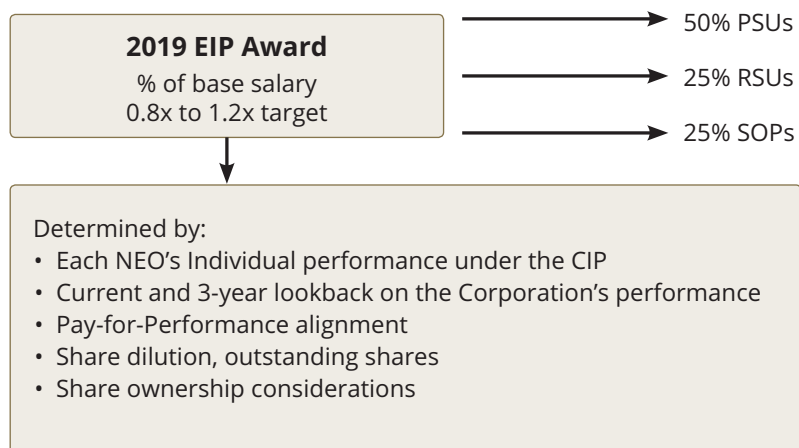 2019 EIP Award
% of base salary
0.8x to 1.2x target
50% PSUs
25% RSUs
25% SOPs
Determined by:
• Each NEO’s Individual performance under the CIP
• Current and 3-year lookback on the Corporation’s performance
• Pay-for-Performance alignment
• Share dilution, outstanding shares
• Share ownership considerations